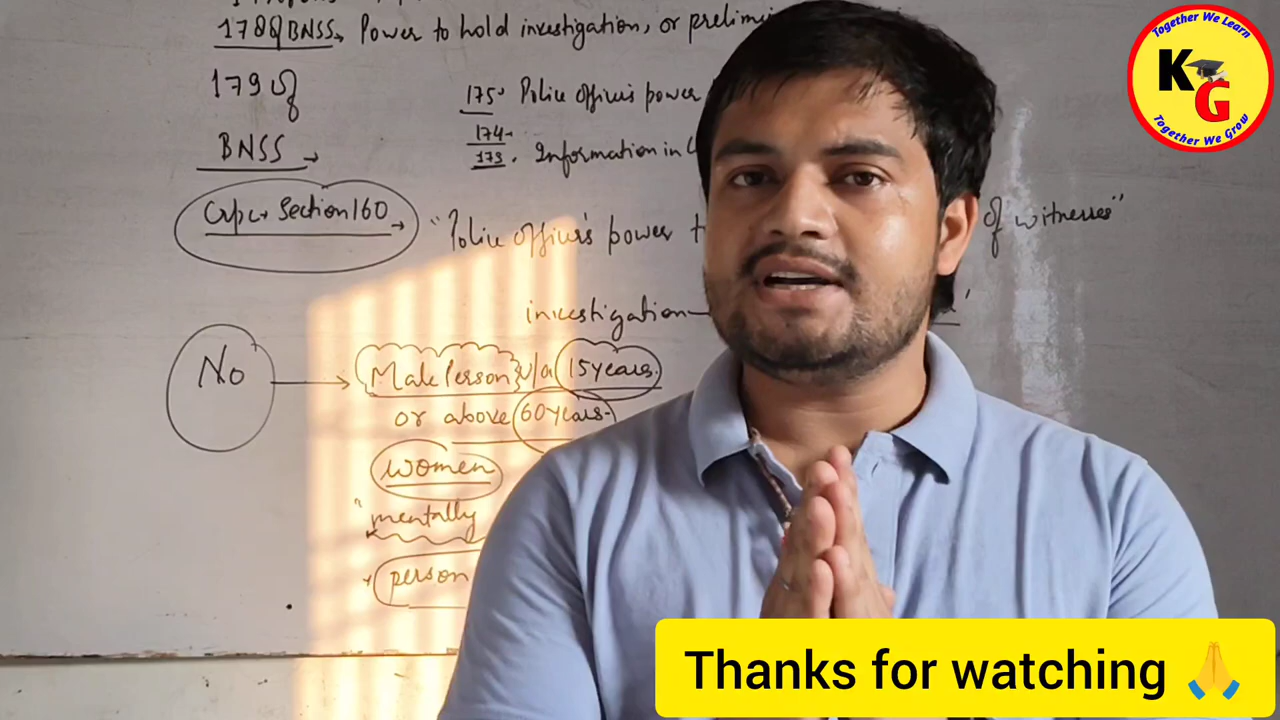 178 of BNSS → Power to hold investigation, or prelimi
179 of
BNSS →
175. Police officer's power
174.
173. Information in
Crpc. Section 160 → "Police officer's power t of witnesses"
investigation
No → Male Person u/a 15 years.
or above 60 years.
women
"mentally
person
Together We Learn
KG
Together We Grow
Thanks for watching 🙏